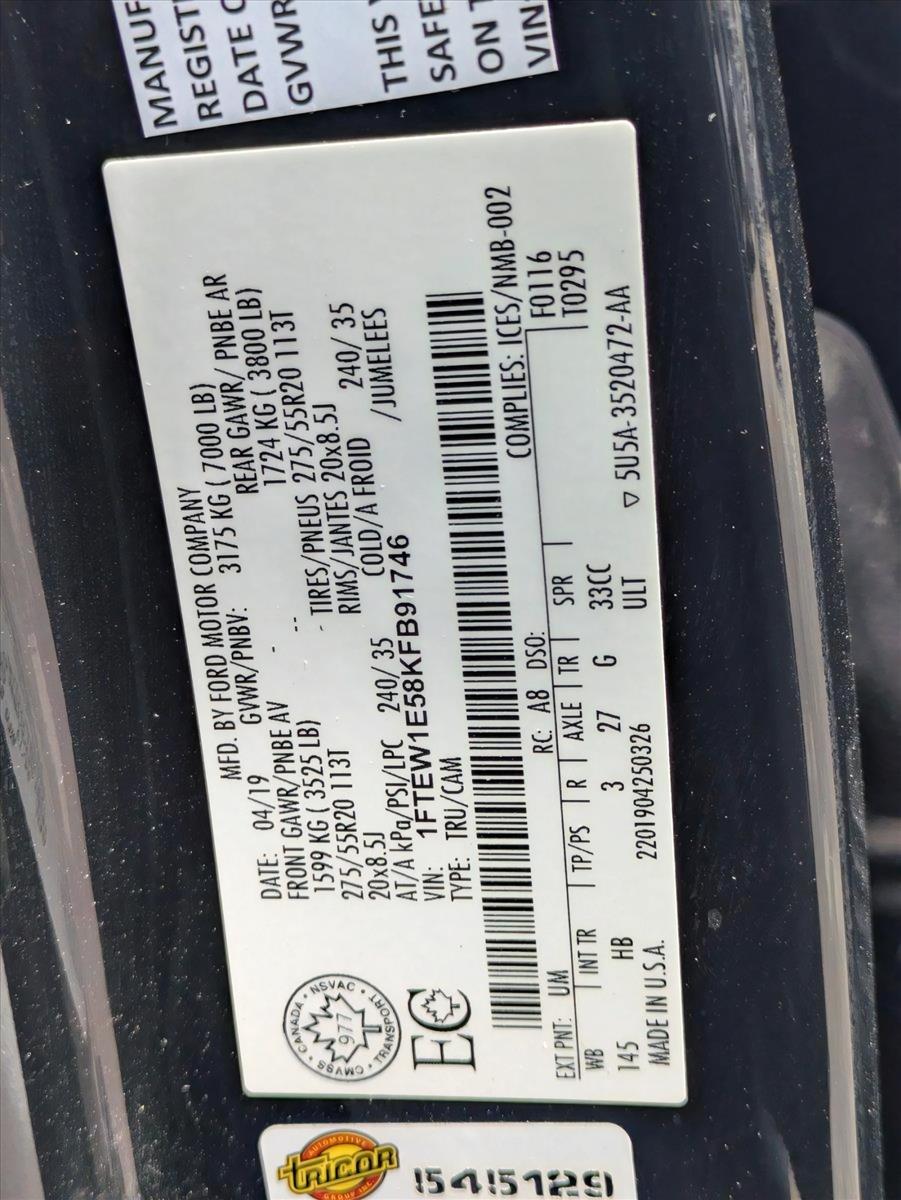 MANUF
REGIST
DATE O
GVWR
THIS V
SAFE
ON T
VIN:
MFD. BY FORD MOTOR COMPANY
DATE: 04/19 GVWR/PNBV: 3175 KG ( 7000 LB)
FRONT GAWR/PNBE AV - REAR GAWR/ PNBE AR
1599 KG ( 3525 LB) -- 1724 KG ( 3800 LB)
275/55R20 113T - TIRES/PNEUS 275/55R20 113T
20x8.5J RIMS/JANTES 20x8.5J
AT/A kPa/PSI/LPC 240/ 35 COLD/A FROID 240/ 35
VIN: 1FTEW1E58KFB91746 /JUMELEES
TYPE: TRU/CAM
COMPLIES: ICES/NMB-002
EXT PNT: UM RC: A8 DSO: F0116
WB INT TR TP/PS R AXLE TR SPR T0295
145 HB 3 27 G 33CC
ULT
MADE IN U.S.A. 2201904250326 ▽ 5U5A-3520472-AA
CANADA • NSVAC • TRANSPORT • CMVSS •
977
EC
AUTOMOTIVE
TRICOR
GROUP INC.
545129